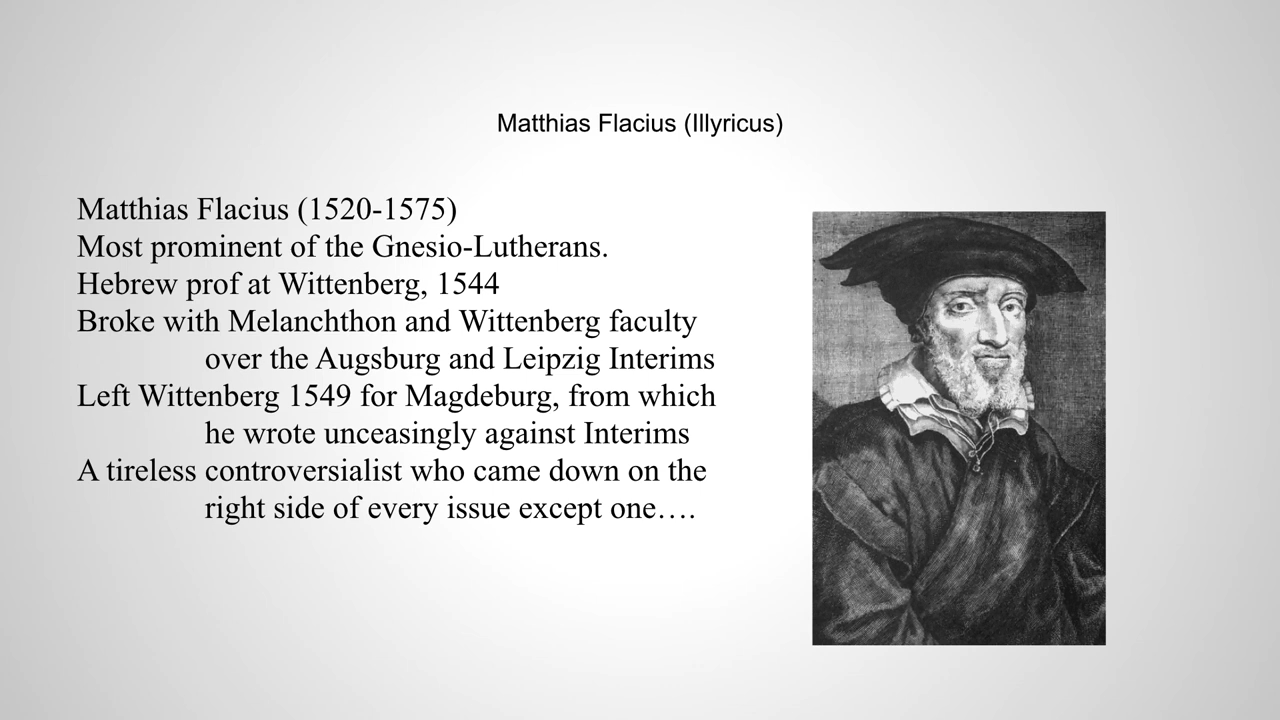 Matthias Flacius (Illyricus)
Matthias Flacius (1520-1575)
Most prominent of the Gnesio-Lutherans.
Hebrew prof at Wittenberg, 1544
Broke with Melanchthon and Wittenberg faculty
over the Augsburg and Leipzig Interims
Left Wittenberg 1549 for Magdeburg, from which
he wrote unceasingly against Interims
A tireless controversialist who came down on the
right side of every issue except one….